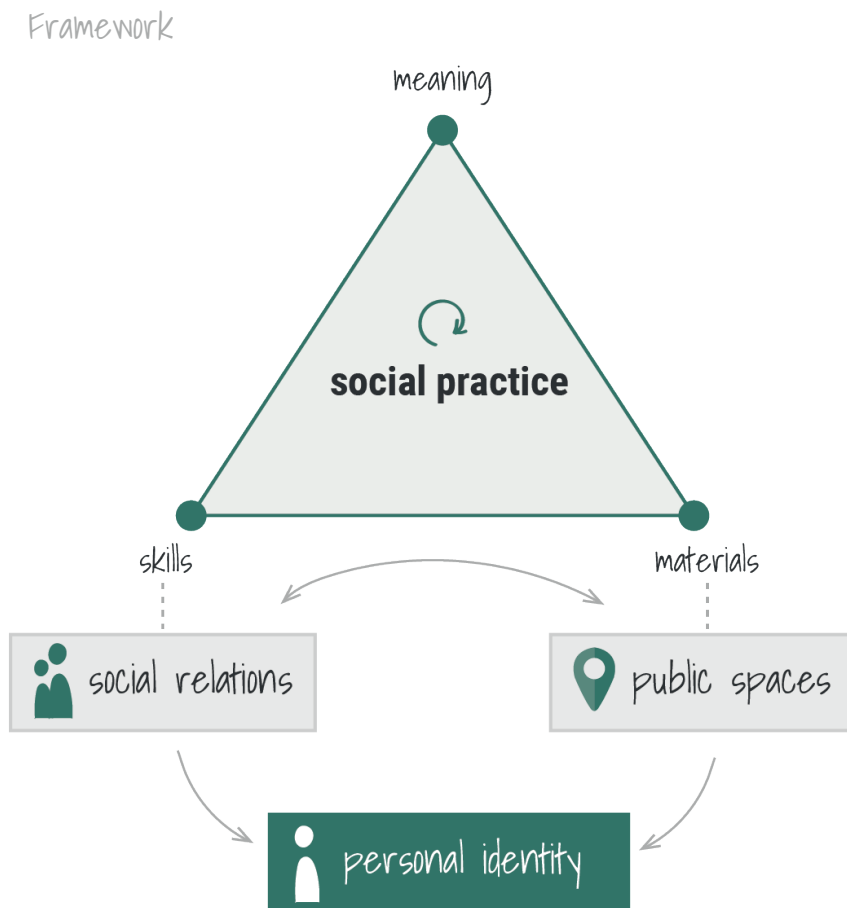 Framework
meaning
social practice
skills
materials
social relations
public spaces
personal identity